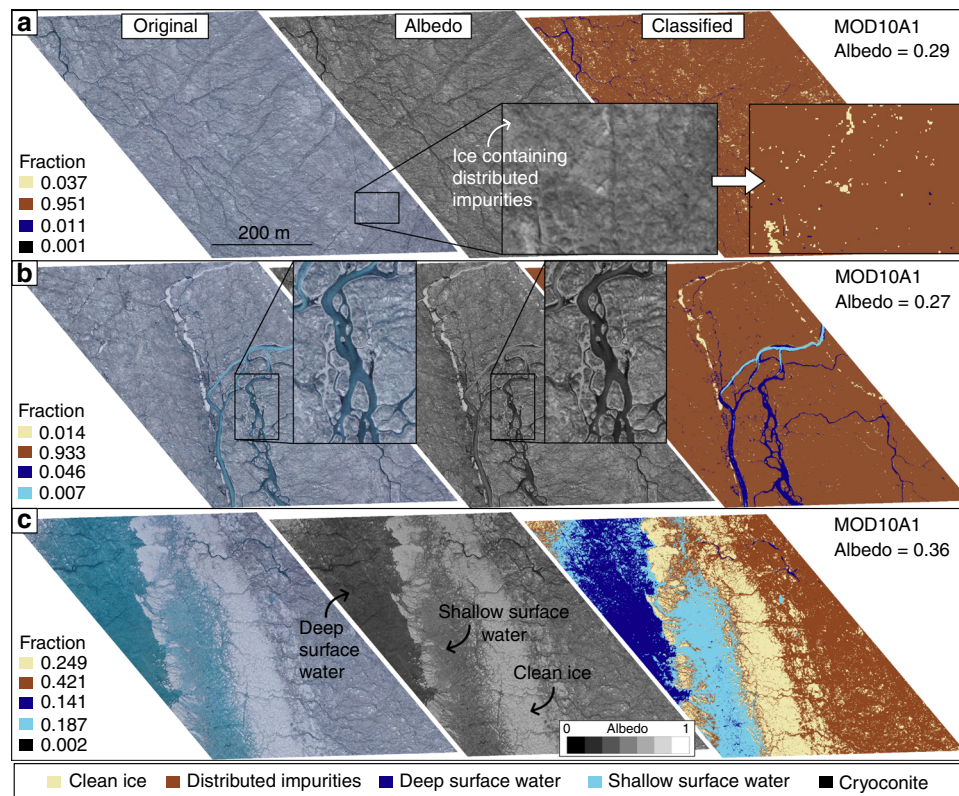 a
Original
Albedo
Classified
MOD10A1
Albedo = 0.29
Ice containing
distributed
impurities
Fraction
0.037
0.951
0.011
0.001
200 m
b
MOD10A1
Albedo = 0.27
Fraction
0.014
0.933
0.046
0.007
c
MOD10A1
Albedo = 0.36
Deep
surface
water
Shallow surface
water
Clean ice
Fraction
0.249
0.421
0.141
0.187
0.002
0 Albedo 1
Clean ice Distributed impurities Deep surface water Shallow surface water Cryoconite